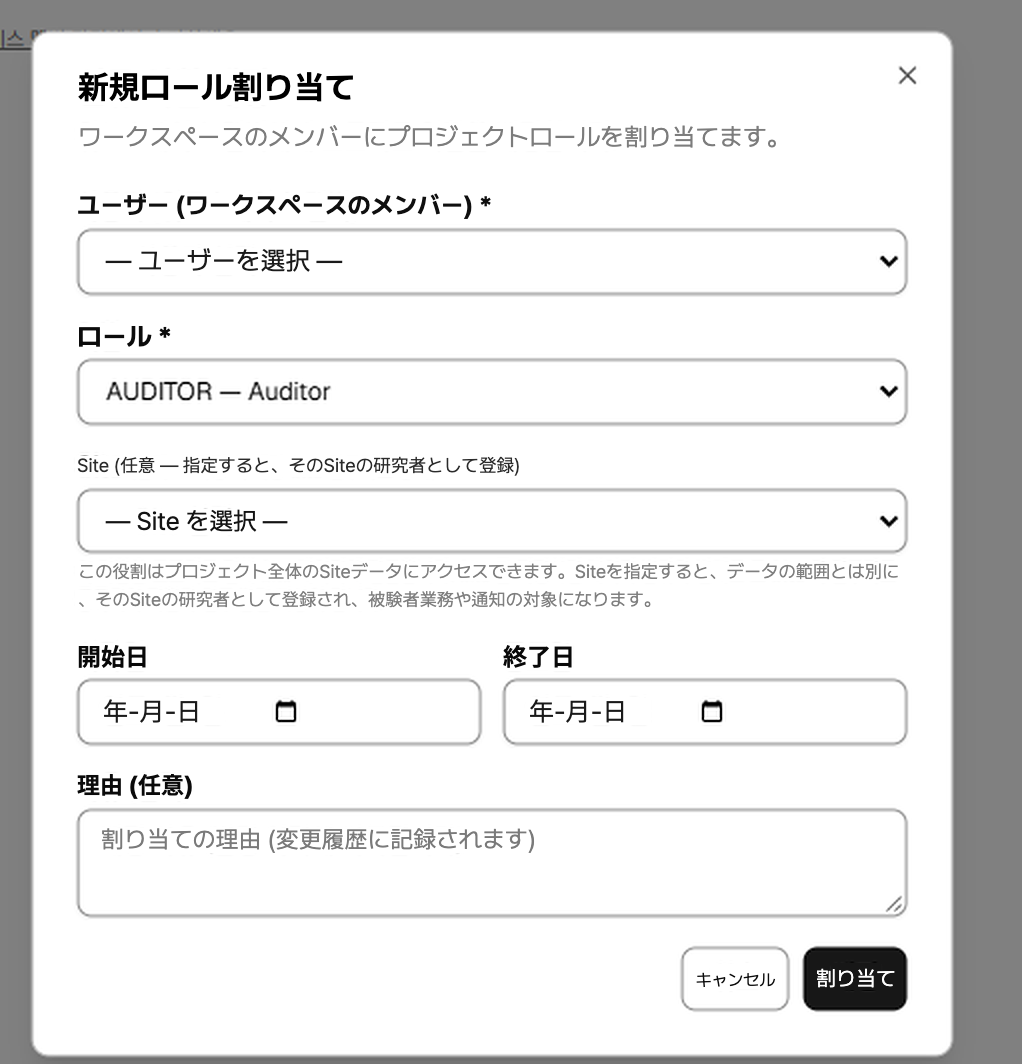 新規ロール割り当て
ワークスペースのメンバーにプロジェクトロールを割り当てます。
ユーザー (ワークスペースのメンバー) *
— ユーザーを選択 —
ロール *
AUDITOR — Auditor
Site (任意 — 指定すると、そのSiteの研究者として登録)
— Site を選択 —
この役割はプロジェクト全体のSiteデータにアクセスできます。Siteを指定すると、データの範囲とは別に
、そのSiteの研究者として登録され、被験者業務や通知の対象になります。
開始日 終了日
年-月-日 年-月-日
理由 (任意)
割り当ての理由 (変更履歴に記録されます)
キャンセル 割り当て